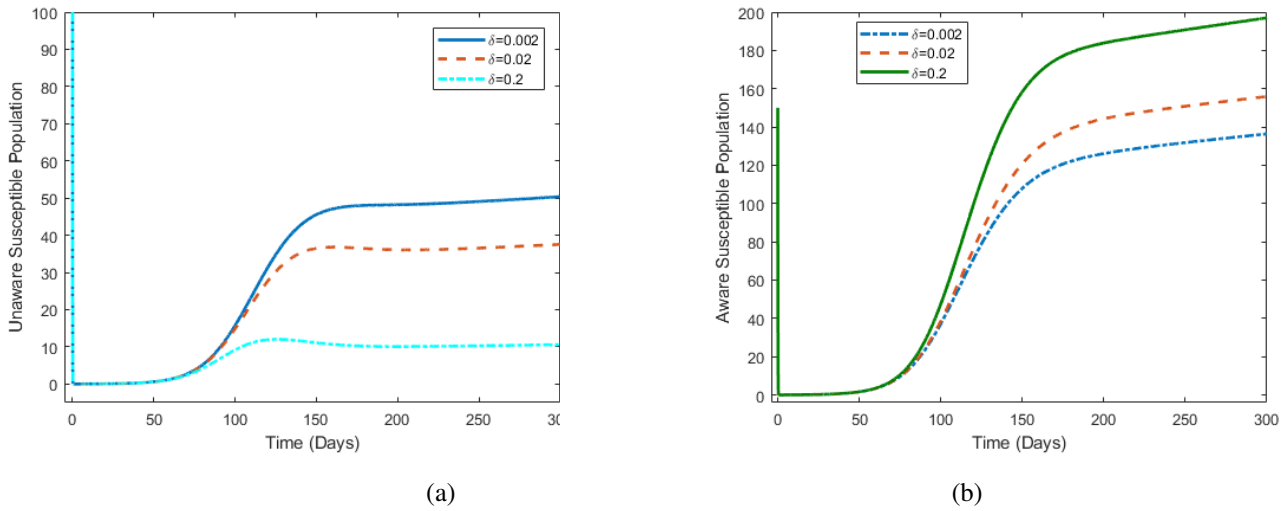 100
90
80
70
60
50
40
30
20
10
0
Unaware Susceptible Population
δ=0.002
δ=0.02
δ=0.2
0 50 100 150 200 250 300
Time (Days)
(a)
200
180
160
140
120
100
80
60
40
20
0
Aware Susceptible Population
δ=0.002
δ=0.02
δ=0.2
0 50 100 150 200 250 300
Time (Days)
(b)